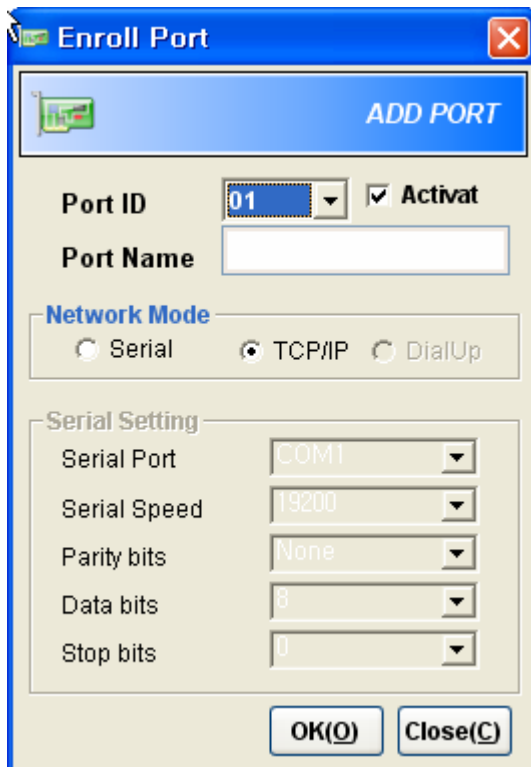 Enroll Port
ADD PORT
Port ID 01 Activat
Port Name
Network Mode
Serial TCP/IP DialUp
Serial Setting
Serial Port COM1
Serial Speed 19200
Parity bits None
Data bits 8
Stop bits 0
OK(O) Close(C)